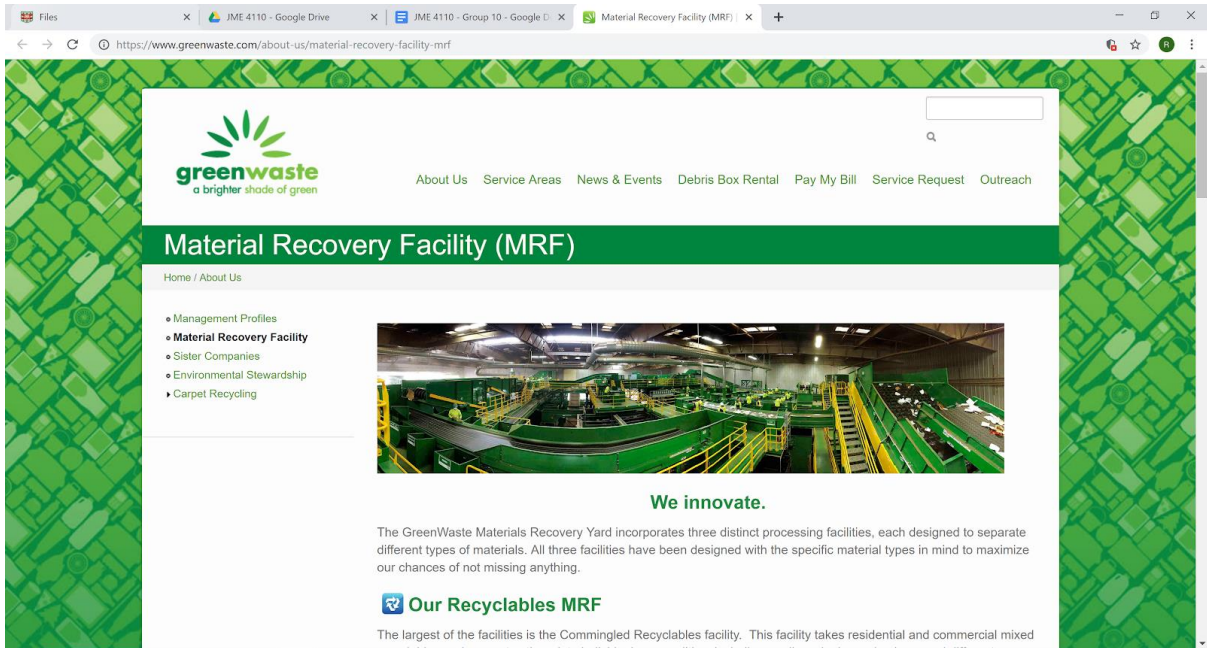 Files
JME 4110 - Google Drive
JME 4110 - Group 10 - Google D
Material Recovery Facility (MRF) |
https://www.greenwaste.com/about-us/material-recovery-facility-mrf
R
greenwaste
a brighter shade of green
About Us Service Areas News & Events Debris Box Rental Pay My Bill Service Request Outreach
Material Recovery Facility (MRF)
Home / About Us
Management Profiles
Material Recovery Facility
Sister Companies
Environmental Stewardship
Carpet Recycling
We innovate.
The GreenWaste Materials Recovery Yard incorporates three distinct processing facilities, each designed to separate
different types of materials. All three facilities have been designed with the specific material types in mind to maximize
our chances of not missing anything.
Our Recyclables MRF
The largest of the facilities is the Commingled Recyclables facility. This facility takes residential and commercial mixed